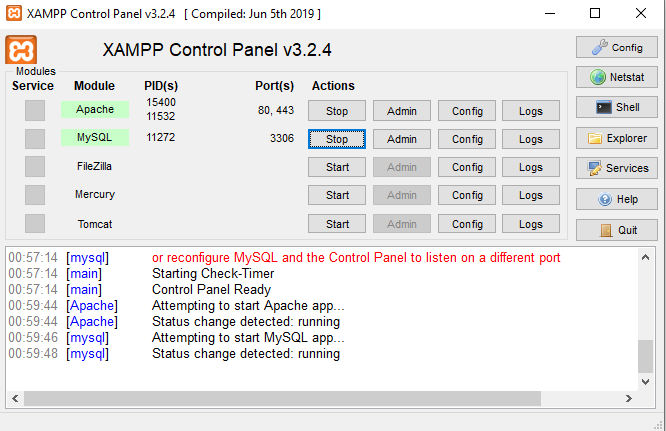 XAMPP Control Panel v3.2.4 [ Compiled: Jun 5th 2019 ]
XAMPP Control Panel v3.2.4
Config
Modules
Service Module PID(s) Port(s) Actions
Netstat
Apache 15400 11532 80, 443 Stop Admin Config Logs
Shell
MySQL 11272 3306 Stop Admin Config Logs
Explorer
FileZilla Start Admin Config Logs
Services
Mercury Start Admin Config Logs
Help
Tomcat Start Admin Config Logs
Quit
00:57:14 [mysql] or reconfigure MySQL and the Control Panel to listen on a different port
00:57:14 [main] Starting Check-Timer
00:57:14 [main] Control Panel Ready
00:59:44 [Apache] Attempting to start Apache app...
00:59:44 [Apache] Status change detected: running
00:59:46 [mysql] Attempting to start MySQL app...
00:59:48 [mysql] Status change detected: running